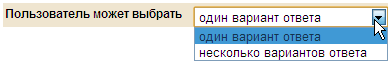 Пользователь может выбрать один вариант ответа
один вариант ответа
несколько вариантов ответа